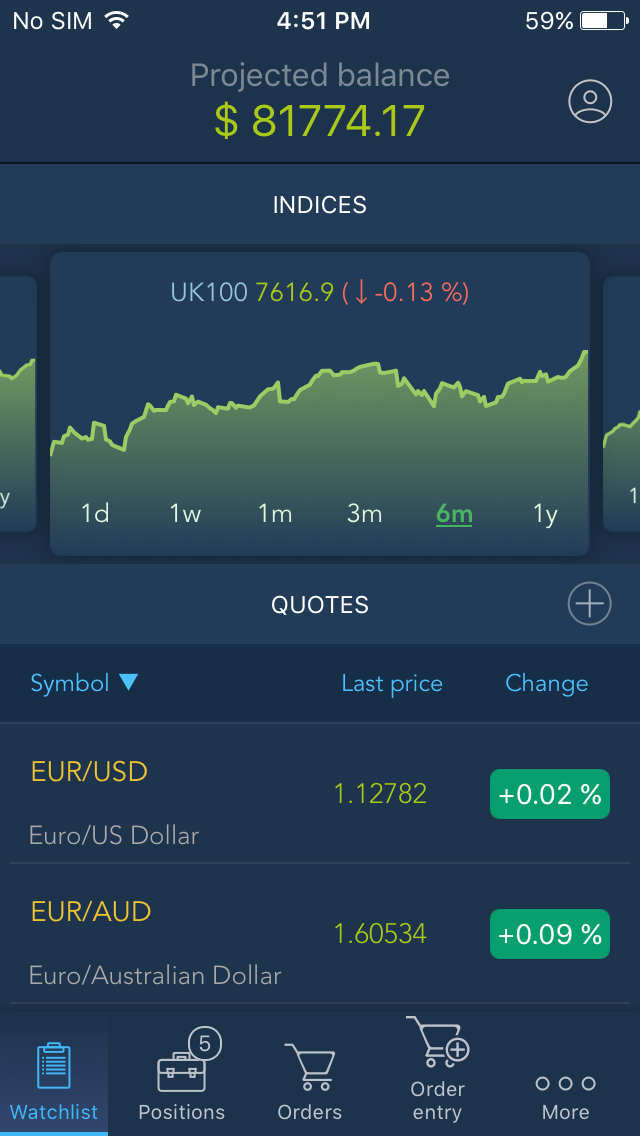 No SIM 4:51 PM 59%
Projected balance
$ 81774.17
INDICES
UK100 7616.9 (↓-0.13 %)
y 1d 1w 1m 3m 6m 1y 1
QUOTES
Symbol ▼ Last price Change
EUR/USD
1.12782 +0.02 %
Euro/US Dollar
EUR/AUD
1.60534 +0.09 %
Euro/Australian Dollar
5
Watchlist Positions Orders Order entry More